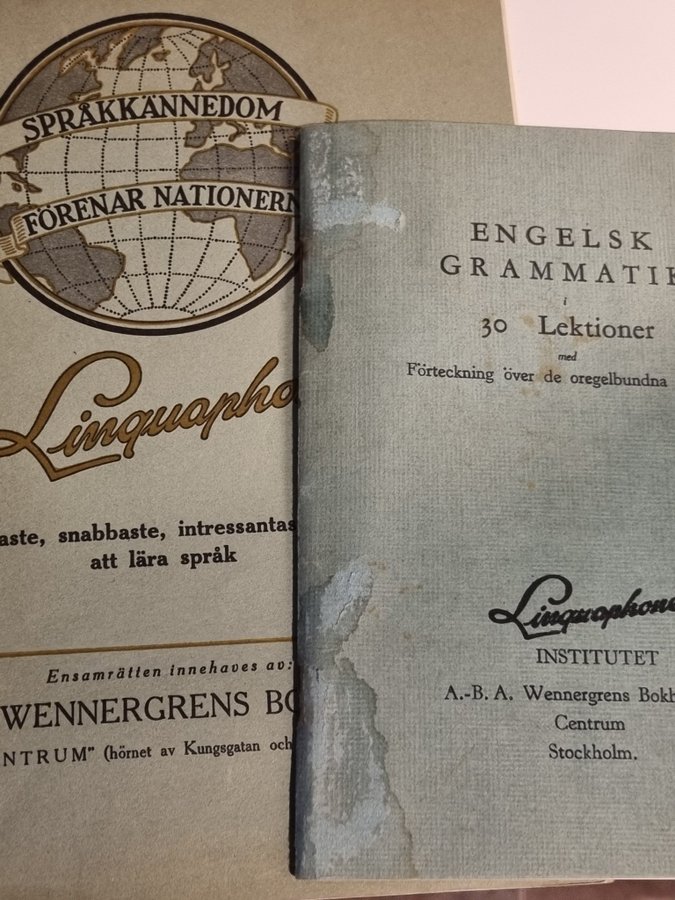 SPRÅKKÄNNEDOM
FÖRENAR NATIONERN
Linguapho
aste, snabbaste, intressantas
att lära språk
Ensamrätten innehaves av:
WENNERGRENS BO
NTRUM” (hörnet av Kungsgatan och
ENGELSK
GRAMMATIK
i
30 Lektioner
med
Förteckning över de oregelbundna
Linguaphone
INSTITUTET
A.-B. A. Wennergrens Bokh
Centrum
Stockholm.